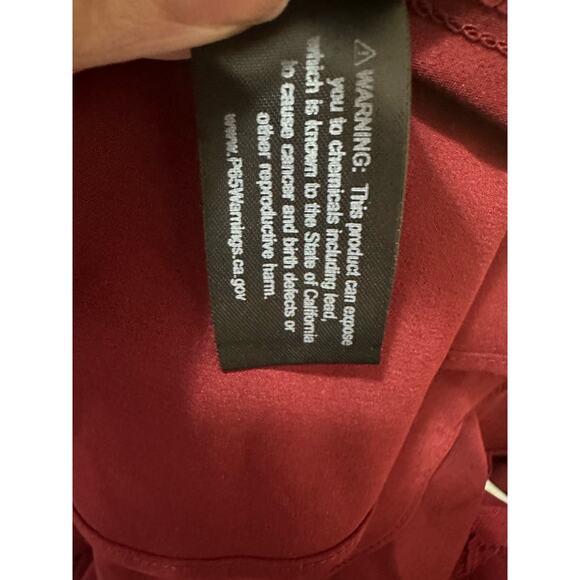 ⚠ WARNING: This product can expose
you to chemicals including lead,
which is known to the State of California
to cause cancer and birth defects or
other reproductive harm.
www.P65Warnings.ca.gov